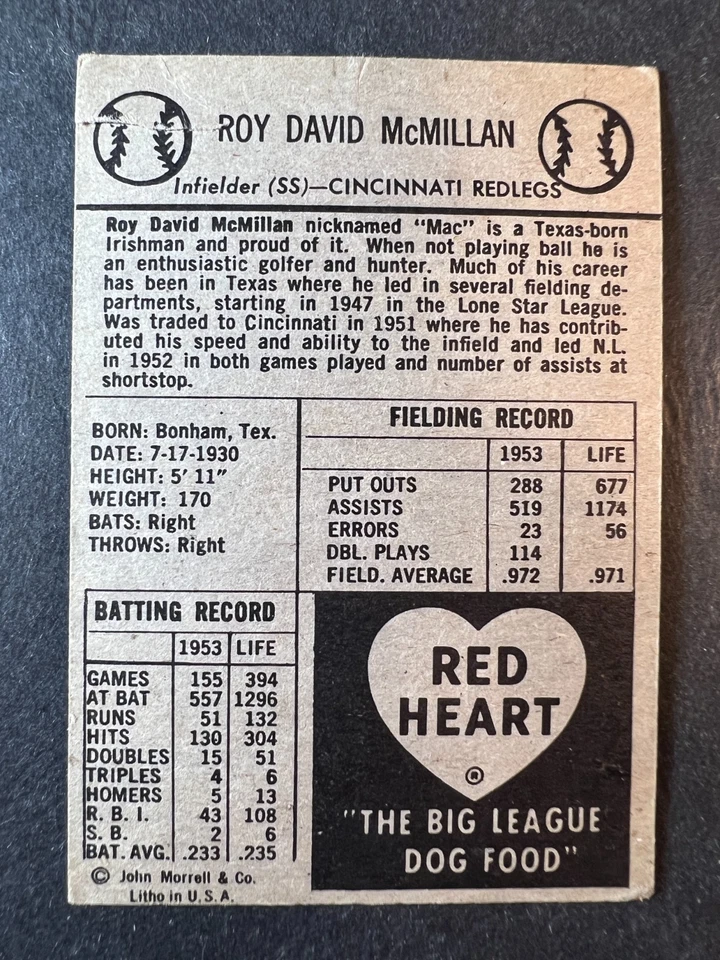 ROY DAVID McMILLAN
Infielder (SS)—CINCINNATI REDLEGS
Roy David McMillan nicknamed "Mac" is a Texas-born
Irishman and proud of it. When not playing ball he is
an enthusiastic golfer and hunter. Much of his career
has been in Texas where he led in several fielding de-
partments, starting in 1947 in the Lone Star League.
Was traded to Cincinnati in 1951 where he has contrib-
uted his speed and ability to the infield and led N.L.
in 1952 in both games played and number of assists at
shortstop.
BORN: Bonham, Tex.
DATE: 7-17-1930
HEIGHT: 5' 11"
WEIGHT: 170
BATS: Right
THROWS: Right
FIELDING RECORD
1953 LIFE
PUT OUTS 288 677
ASSISTS 519 1174
ERRORS 23 56
DBL. PLAYS 114
FIELD. AVERAGE .972 .971
BATTING RECORD
1953 LIFE
GAMES 155 394
AT BAT 557 1296
RUNS 51 132
HITS 130 304
DOUBLES 15 51
TRIPLES 4 6
HOMERS 5 13
R. B. I. 43 108
S. B. 2 6
BAT. AVG. .233 .235
© John Morrell & Co.
Litho in U.S.A.
RED
HEART
®
"THE BIG LEAGUE
DOG FOOD"